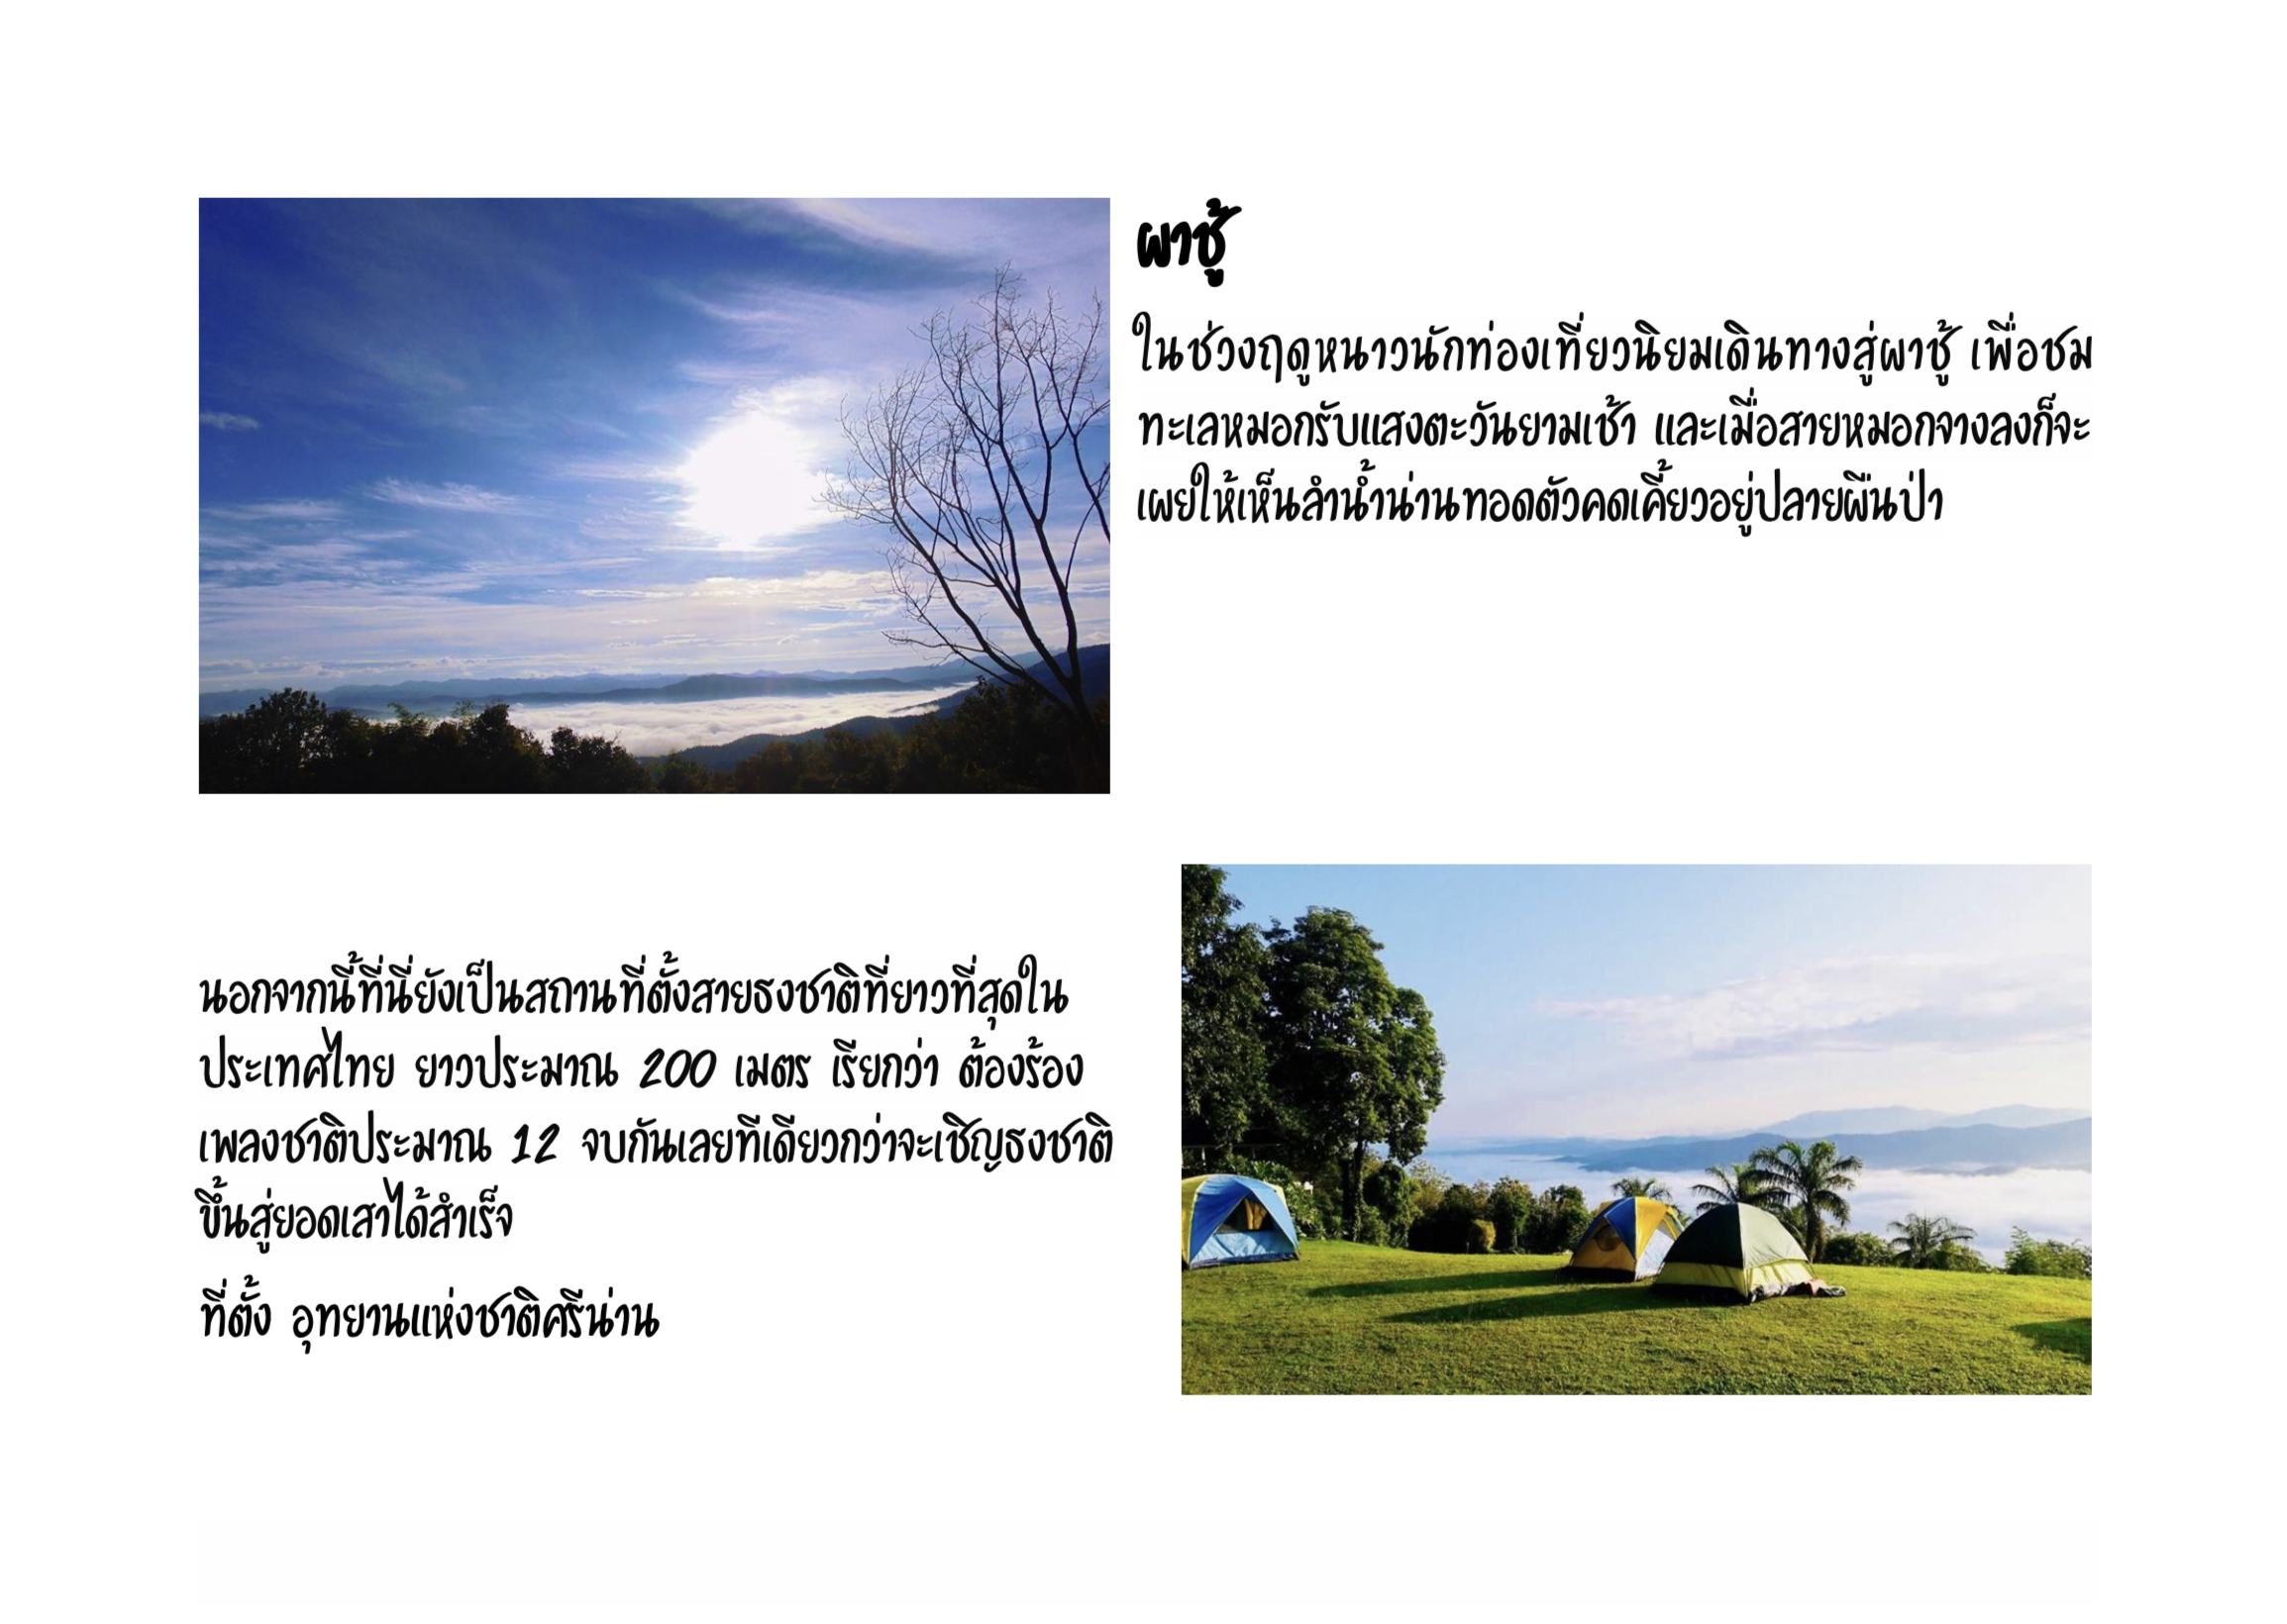 ผาชู้
ในช่วงฤดูหนาวนักท่องเที่ยวนิยมเดินทางสู่ผาชู้ เพื่อชม
ทะเลหมอกรับแสงตะวันยามเช้า และเมื่อสายหมอกจางลงก็จะ
เผยให้เห็นลำน้ำน่านทอดตัวคดเคี้ยวอยู่ปลายผืนป่า
นอกจากนี้ที่นี่ยังเป็นสถานที่ตั้งสายธงชาติที่ยาวที่สุดใน
ประเทศไทย ยาวประมาณ 200 เมตร เรียกว่า ต้องร้อง
เพลงชาติประมาณ 12 จบกันเลยทีเดียวกว่าจะเชิญธงชาติ
ขึ้นสู่ยอดเสาได้สำเร็จ
ที่ตั้ง อุทยานแห่งชาติศรีน่าน